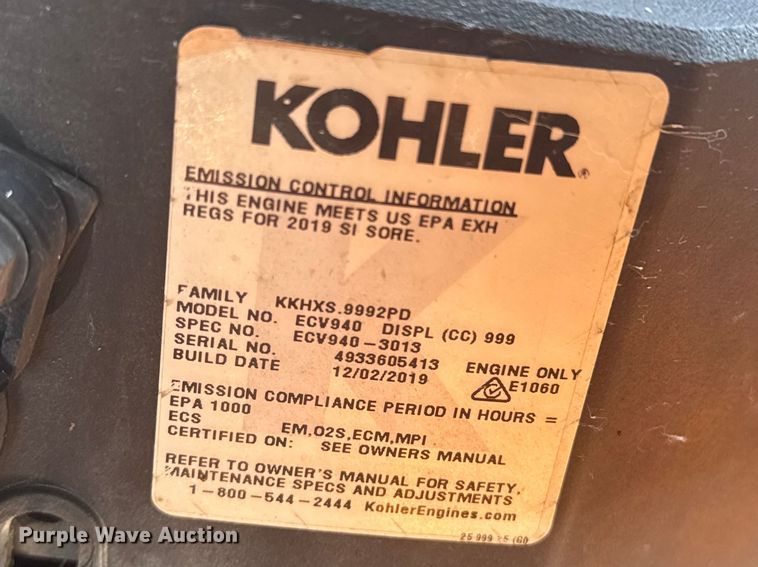 KOHLER®
EMISSION CONTROL INFORMATION
THIS ENGINE MEETS US EPA EXH
REGS FOR 2019 SI SORE.
FAMILY KKHXS.9992PD
MODEL NO. ECV940 DISPL (CC) 999
SPEC NO. ECV940-3013
SERIAL NO. 4933605413 ENGINE ONLY
BUILD DATE 12/02/2019 E1060
EMISSION COMPLIANCE PERIOD IN HOURS =
EPA 1000
ECS EM,O2S,ECM,MPI
CERTIFIED ON: SEE OWNERS MANUAL
REFER TO OWNER'S MANUAL FOR SAFETY,
MAINTENANCE SPECS AND ADJUSTMENTS
1-800-544-2444 KohlerEngines.com
25 999
Purple Wave Auction